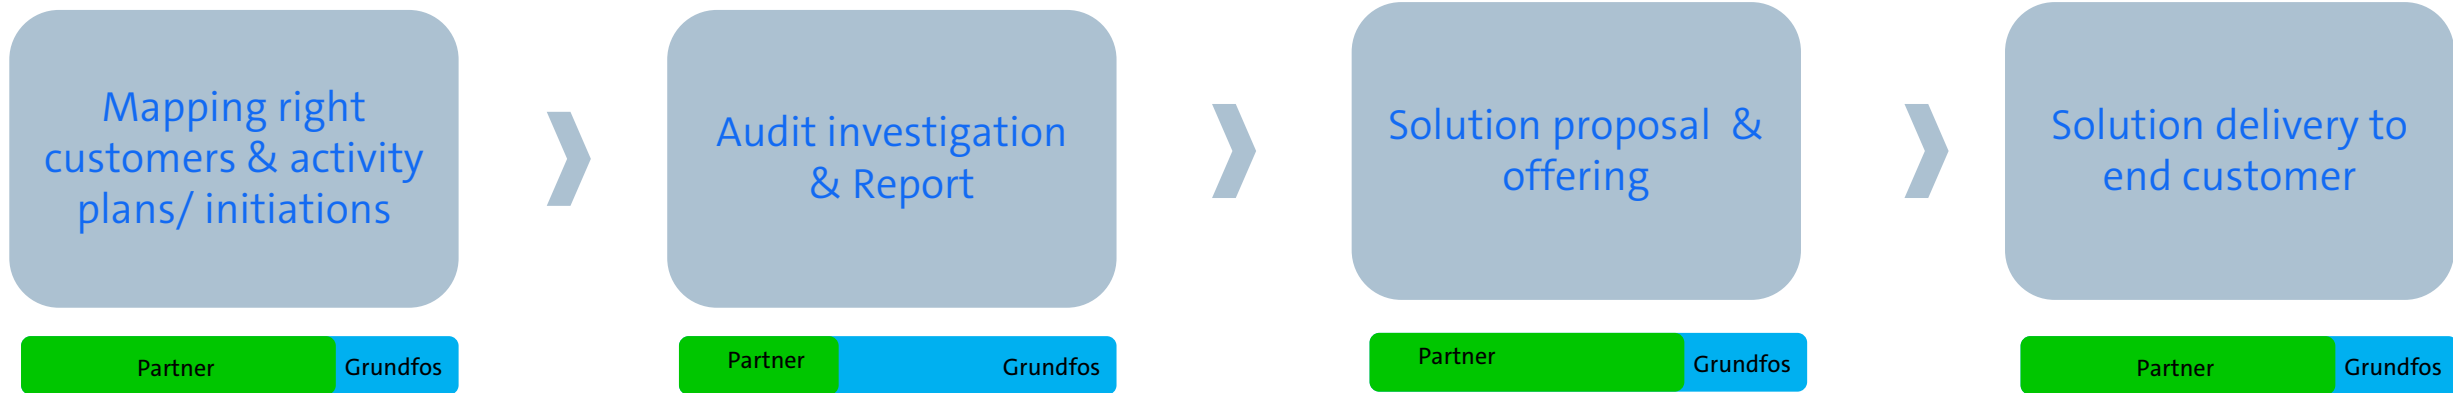 Mapping right
customers & activity
plans/ initiations
Audit investigation
& Report
Solution proposal &
offering
Solution delivery to
end customer
Partner
Grundfos
Partner
Grundfos
Partner
Grundfos
Partner
Grundfos